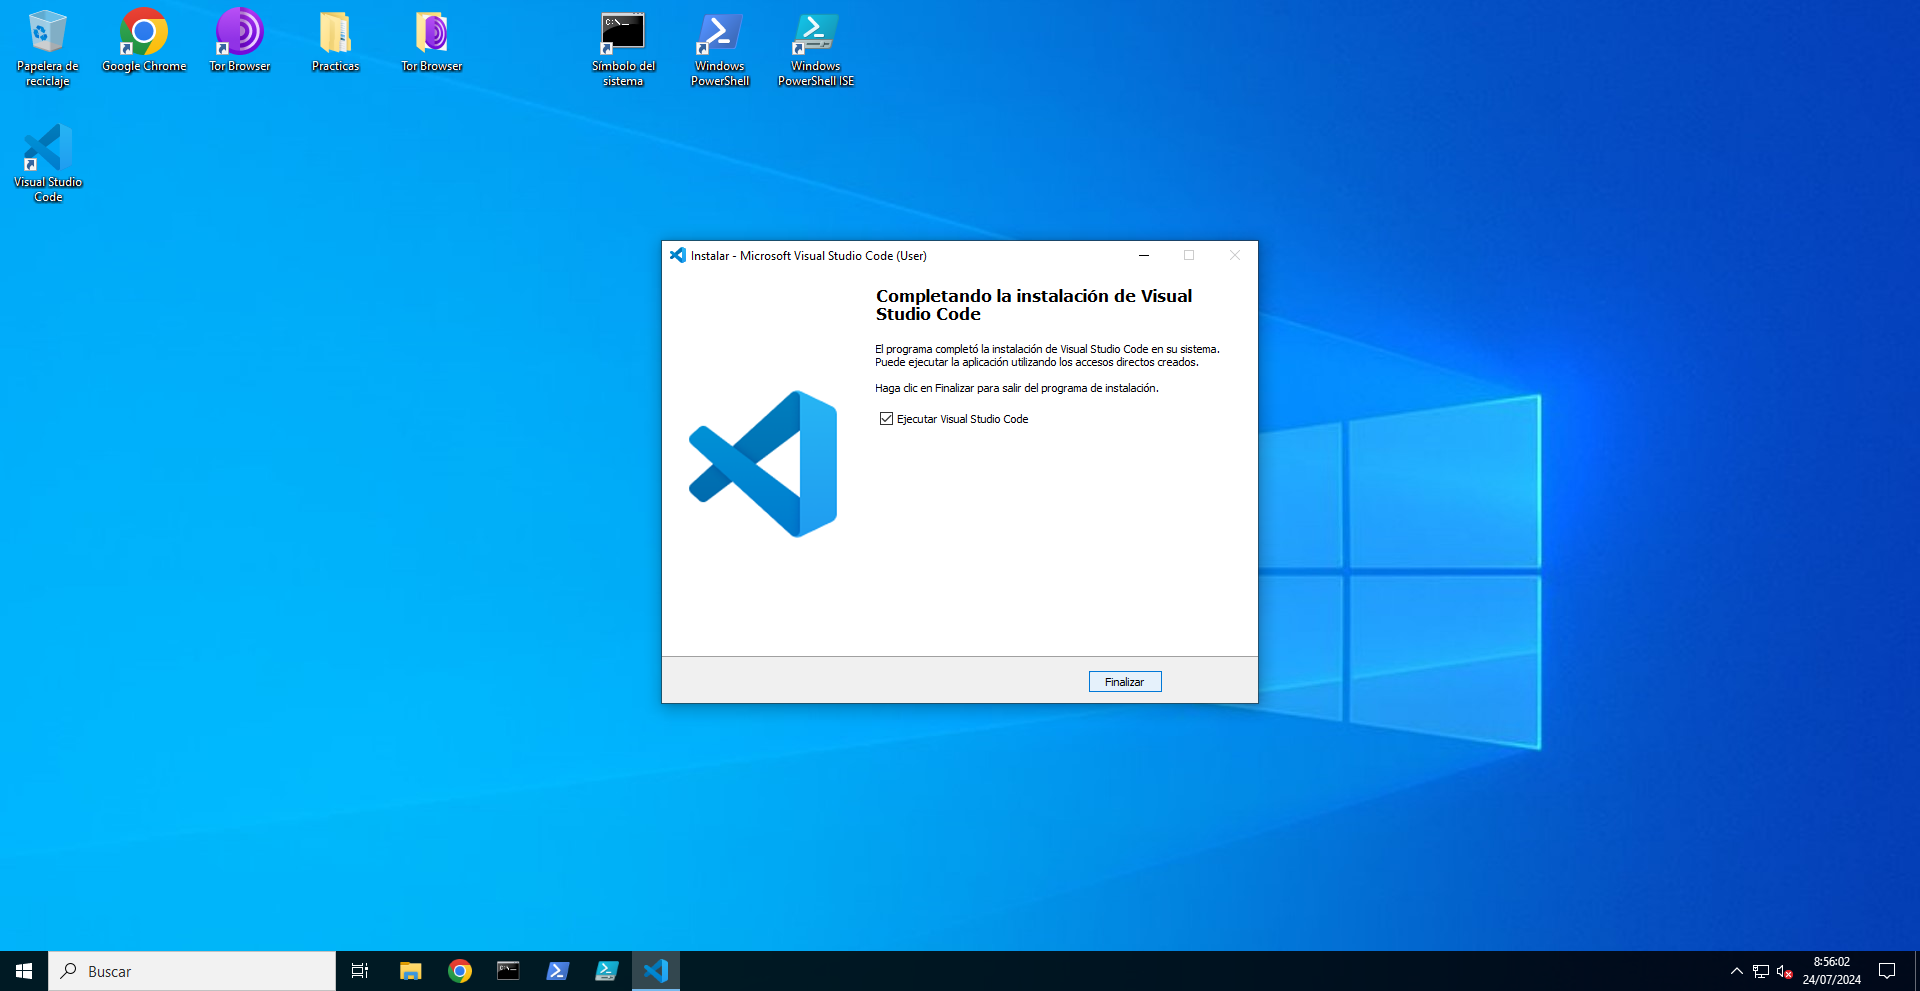 Papelera de
reciclaje
Google Chrome
Tor Browser
Practicas
Tor Browser
Símbolo del
sistema
Windows
PowerShell
Windows
PowerShell ISE
Visual Studio
Code
Instalar - Microsoft Visual Studio Code (User)
Completando la instalación de Visual
Studio Code
El programa completó la instalación de Visual Studio Code en su sistema.
Puede ejecutar la aplicación utilizando los accesos directos creados.
Haga clic en Finalizar para salir del programa de instalación.
Ejecutar Visual Studio Code
Finalizar
Buscar
8:56:02
24/07/2024